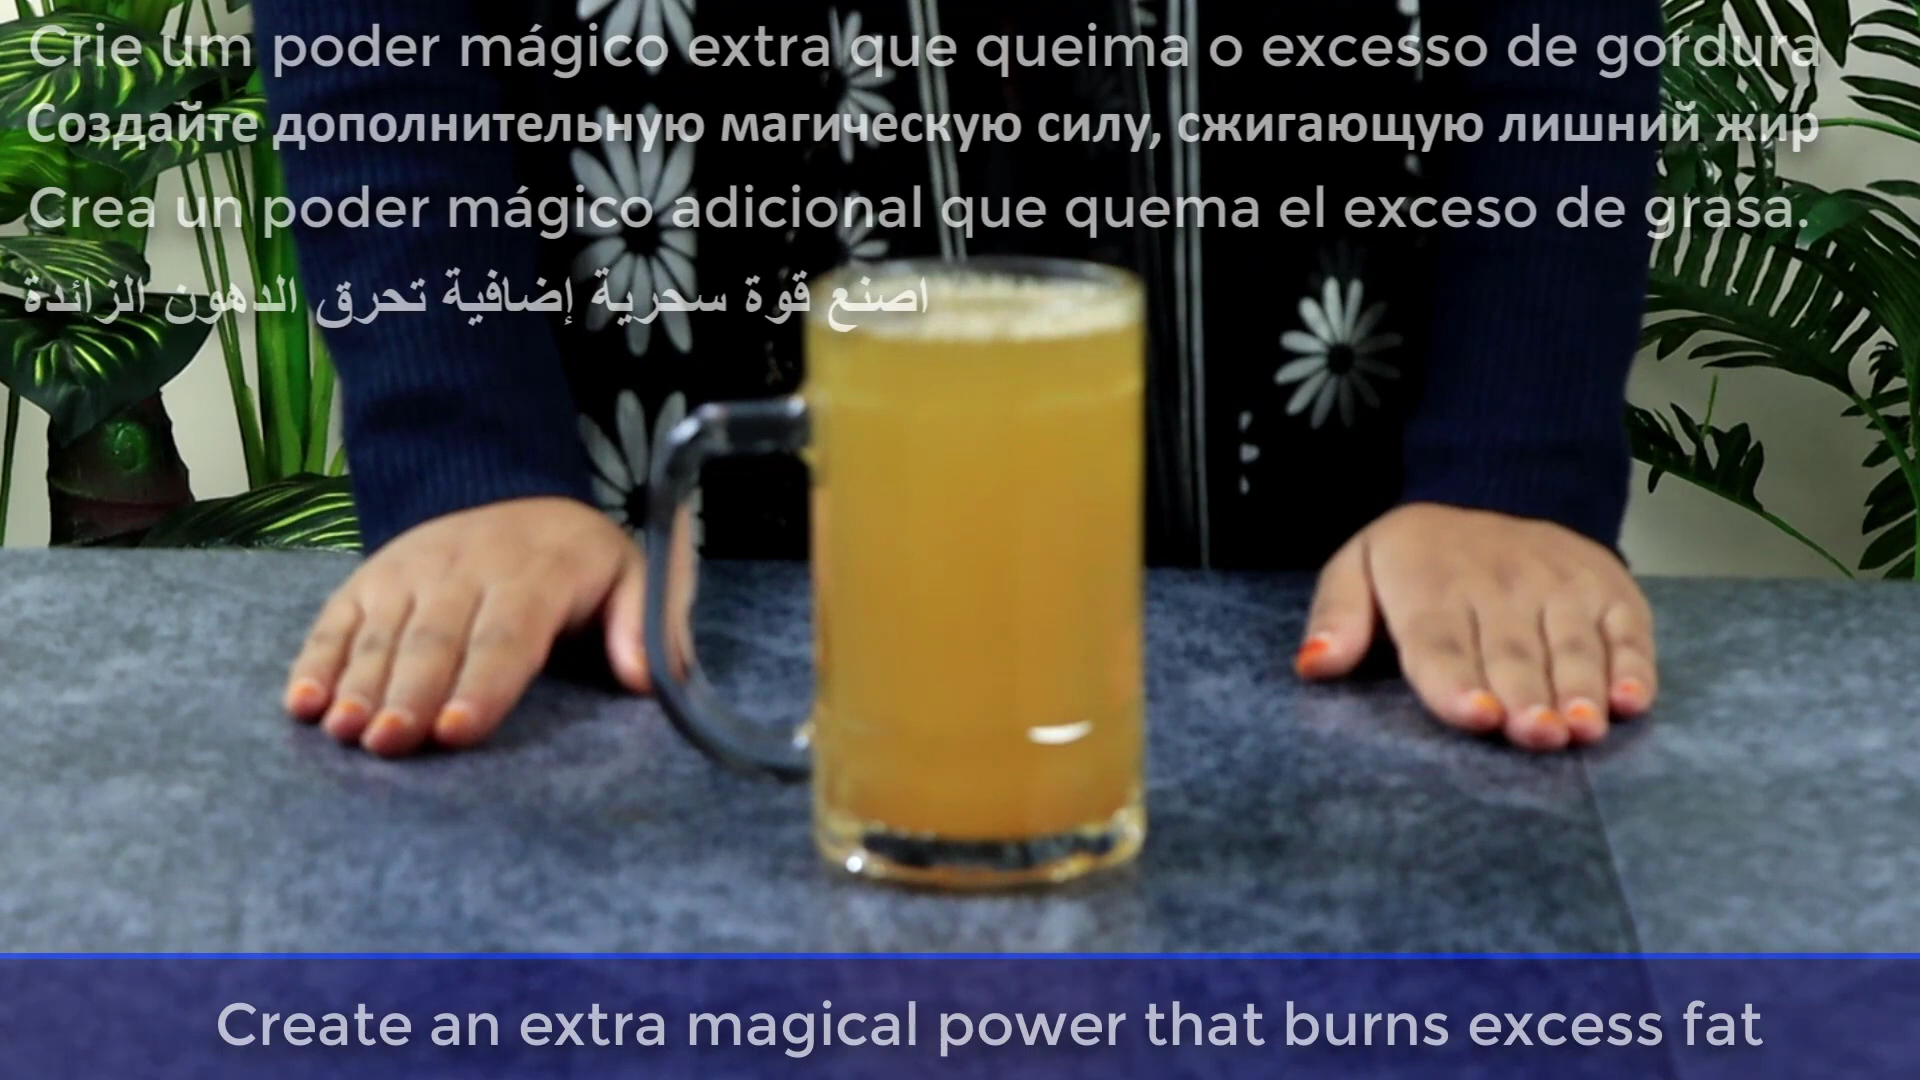 Crie um poder mágico extra que queima o excesso de gordura
Создайте дополнительную магическую силу, сжигающую лишний жир
Crea un poder mágico adicional que quema el exceso de grasa.
اصنع قوة سحرية إضافية تحرق الدهون الزائدة
Create an extra magical power that burns excess fat